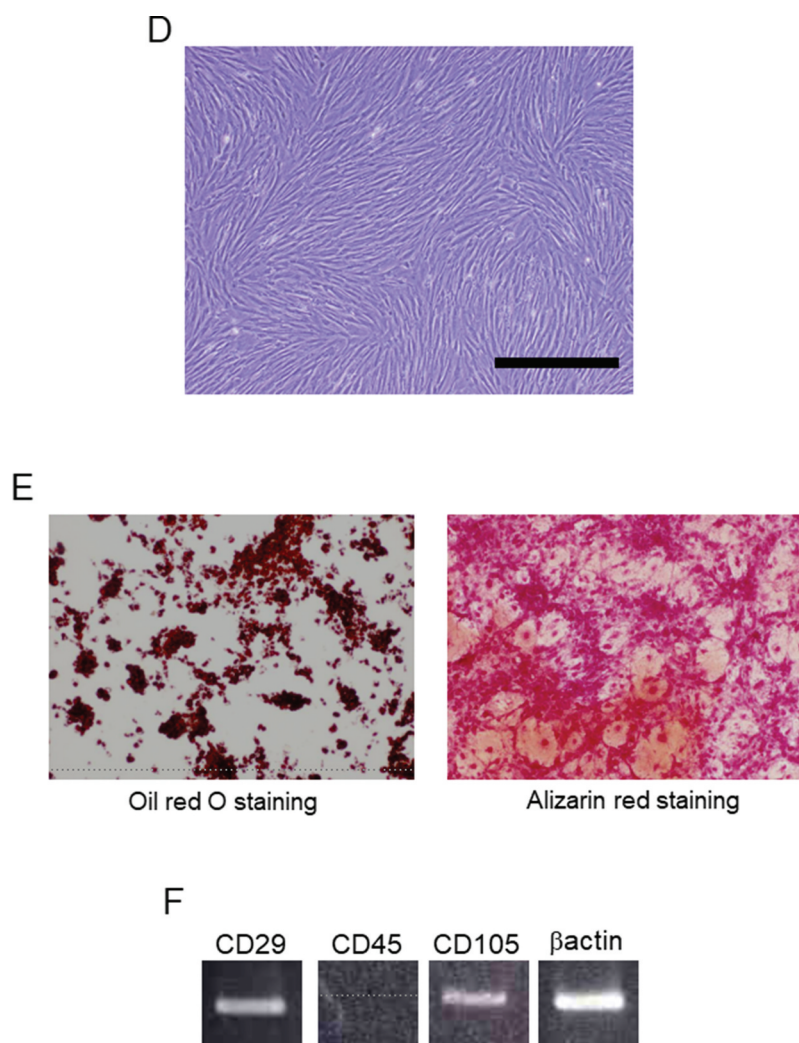 D
E
Oil red O staining
Alizarin red staining
F
CD29 CD45 CD105 βactin